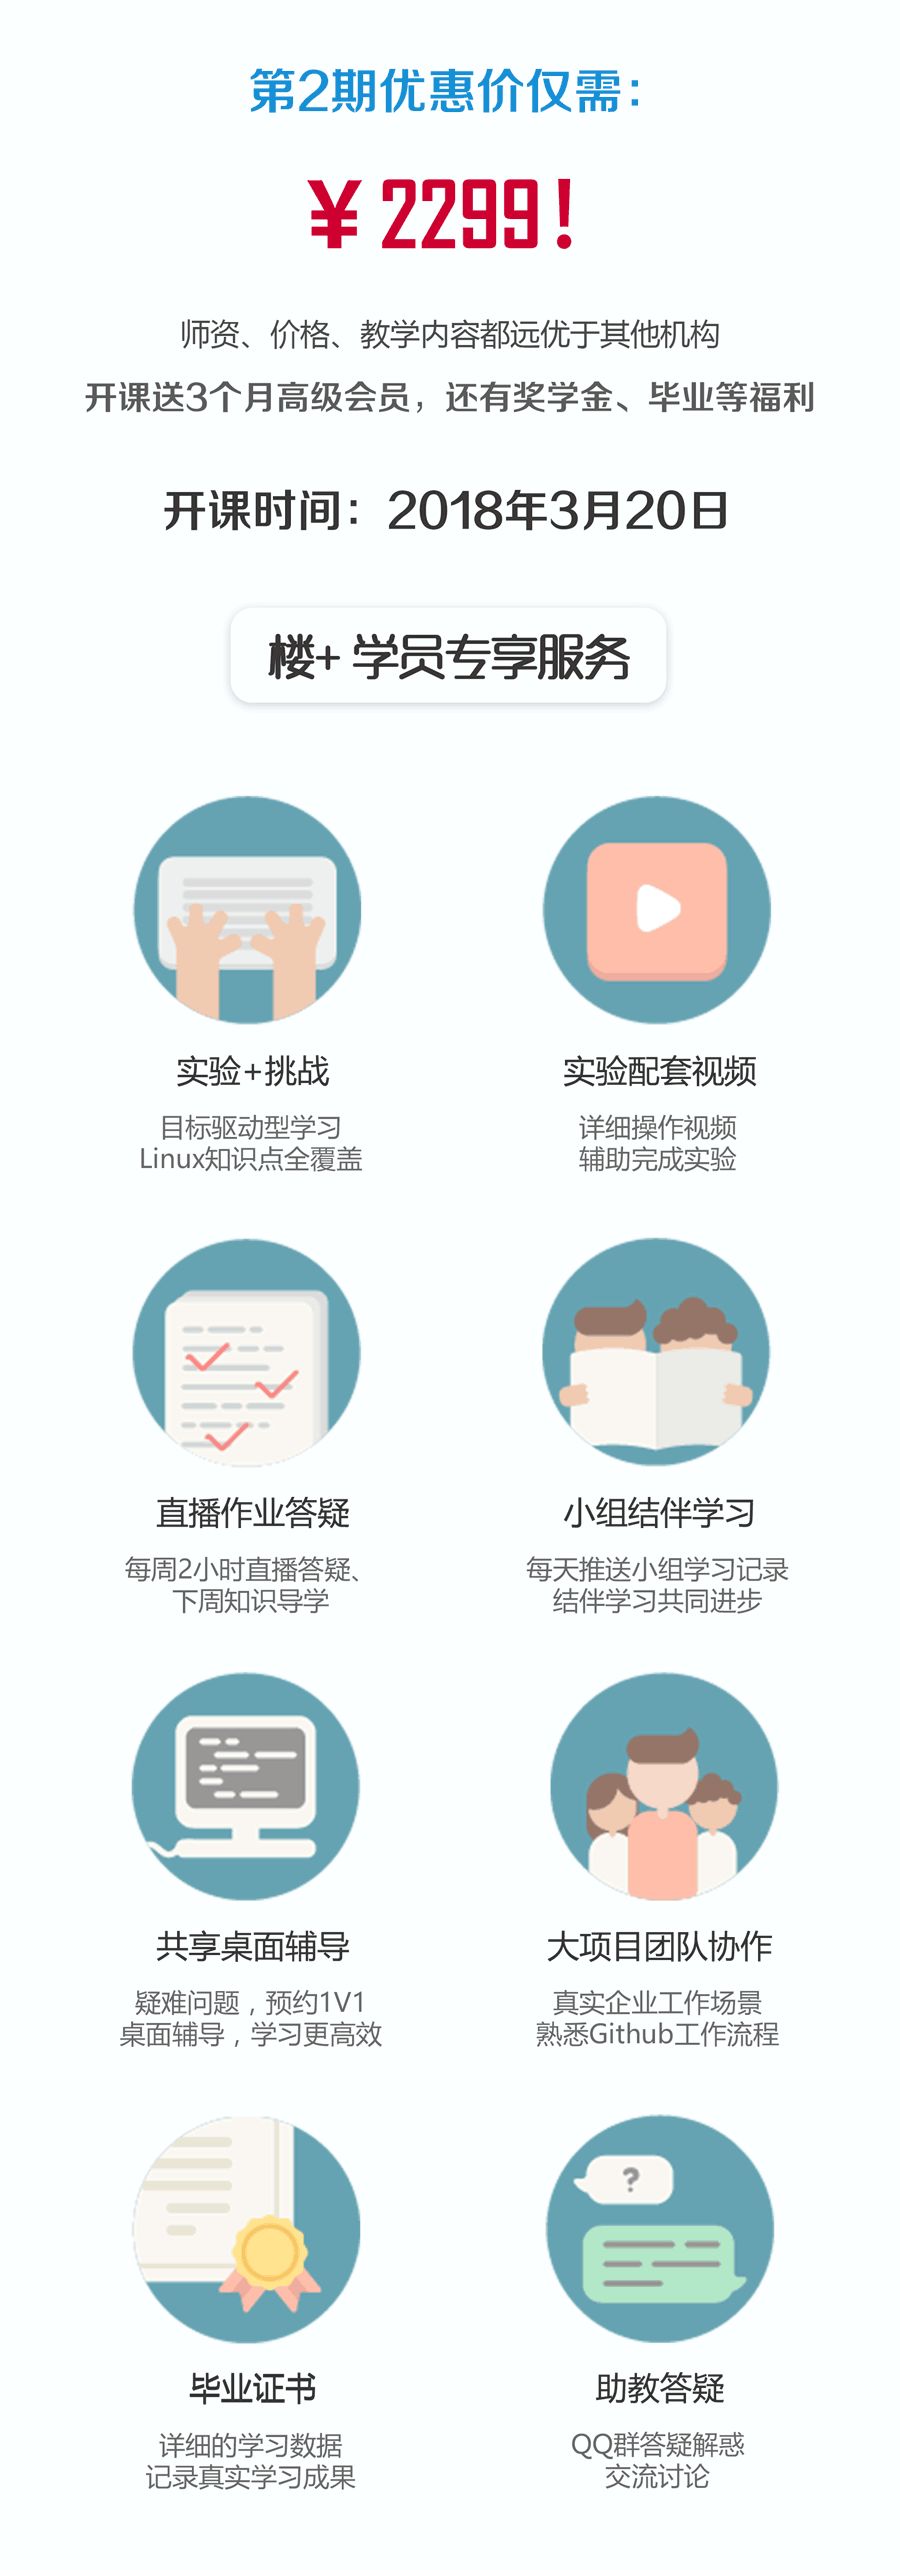 第2期优惠价仅需：
￥2299！
师资、价格、教学内容都远优于其他机构
开课送3个月高级会员，还有奖学金、毕业等福利
开课时间：2018年3月20日
楼+ 学员专享服务
实验+挑战
目标驱动型学习
Linux知识点全覆盖
实验配套视频
详细操作视频
辅助完成实验
直播作业答疑
每周2小时直播答疑、
下周知识导学
小组结伴学习
每天推送小组学习记录
结伴学习共同进步
共享桌面辅导
疑难问题，预约1V1
桌面辅导，学习更高效
大项目团队协作
真实企业工作场景
熟悉Github工作流程
毕业证书
详细的学习数据
记录真实学习成果
?
助教答疑
QQ群答疑解惑
交流讨论